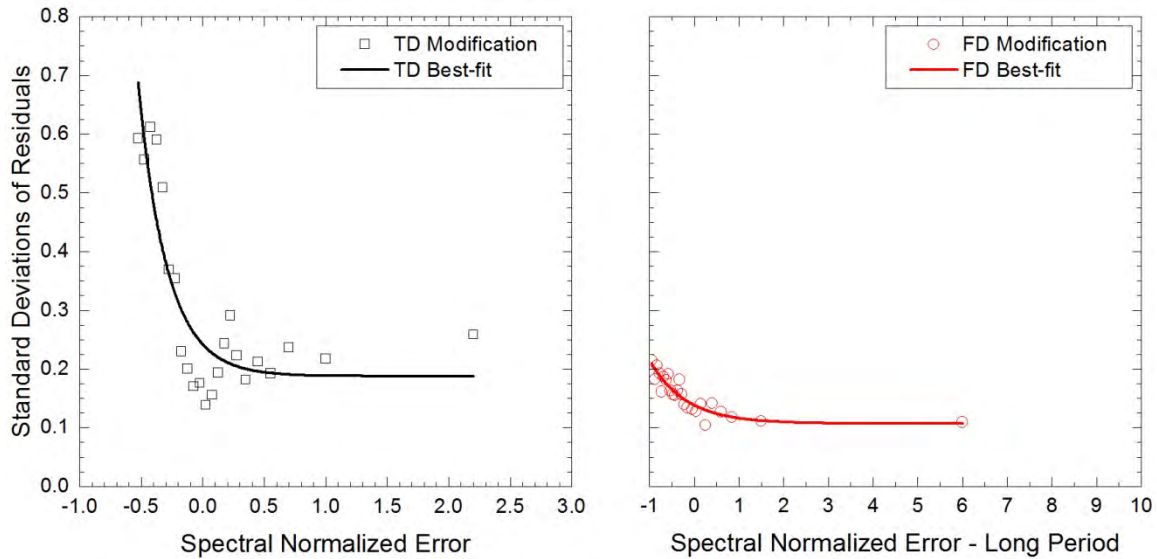 Standard Deviations of Residuals
0.8
0.7
0.6
0.5
0.4
0.3
0.2
0.1
0.0
TD Modification
TD Best-fit
-1.0 -0.5 0.0 0.5 1.0 1.5 2.0 2.5 3.0
Spectral Normalized Error
FD Modification
FD Best-fit
-1 0 1 2 3 4 5 6 7 8 9 10
Spectral Normalized Error - Long Period